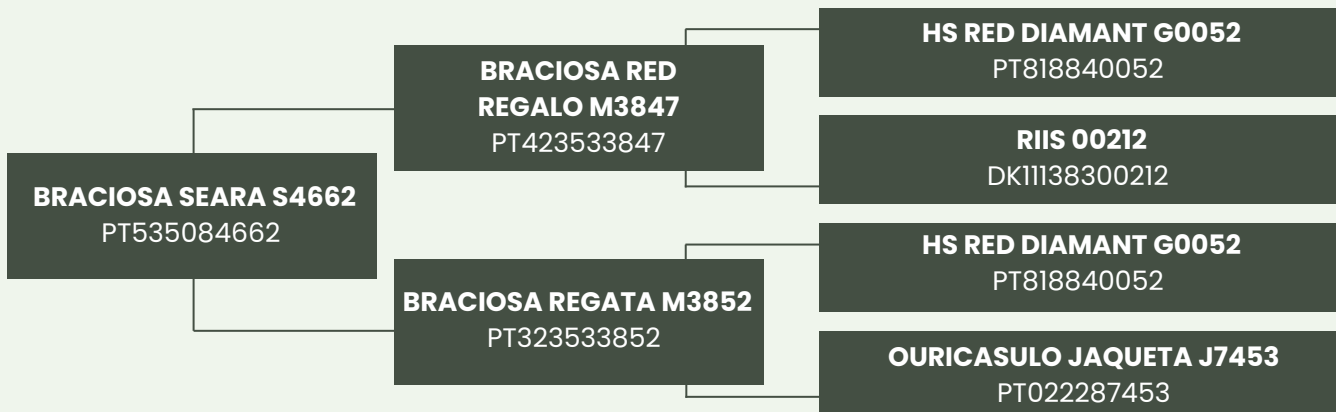 BRACIOSA SEARA S4662
PT535084662
BRACIOSA RED
REGALO M3847
PT423533847
BRACIOSA REGATA M3852
PT323533852
HS RED DIAMANT G0052
PT818840052
RIIS 00212
DK11138300212
HS RED DIAMANT G0052
PT818840052
OURICASULO JAQUETA J7453
PT022287453